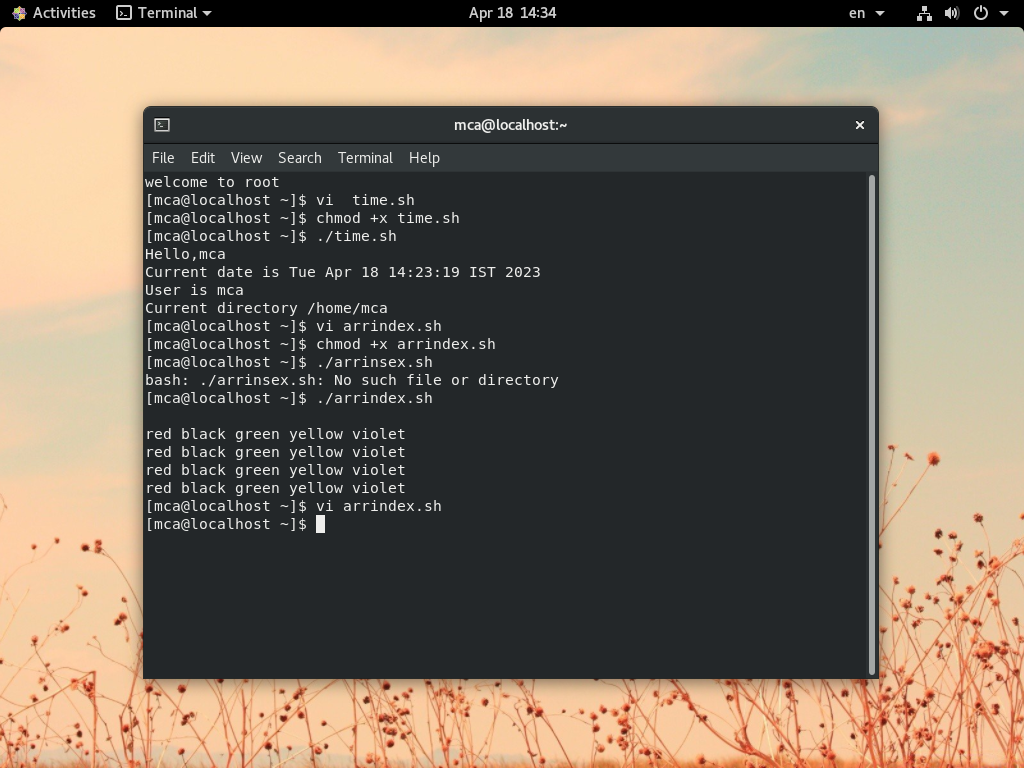 Activities Terminal Apr 18 14:34 en
mca@localhost:~
File Edit View Search Terminal Help
welcome to root
[mca@localhost ~]$ vi  time.sh
[mca@localhost ~]$ chmod +x time.sh
[mca@localhost ~]$ ./time.sh
Hello,mca
Current date is Tue Apr 18 14:23:19 IST 2023
User is mca
Current directory /home/mca
[mca@localhost ~]$ vi arrindex.sh
[mca@localhost ~]$ chmod +x arrindex.sh
[mca@localhost ~]$ ./arrinsex.sh
bash: ./arrinsex.sh: No such file or directory
[mca@localhost ~]$ ./arrindex.sh
red black green yellow violet
red black green yellow violet
red black green yellow violet
red black green yellow violet
[mca@localhost ~]$ vi arrindex.sh
[mca@localhost ~]$